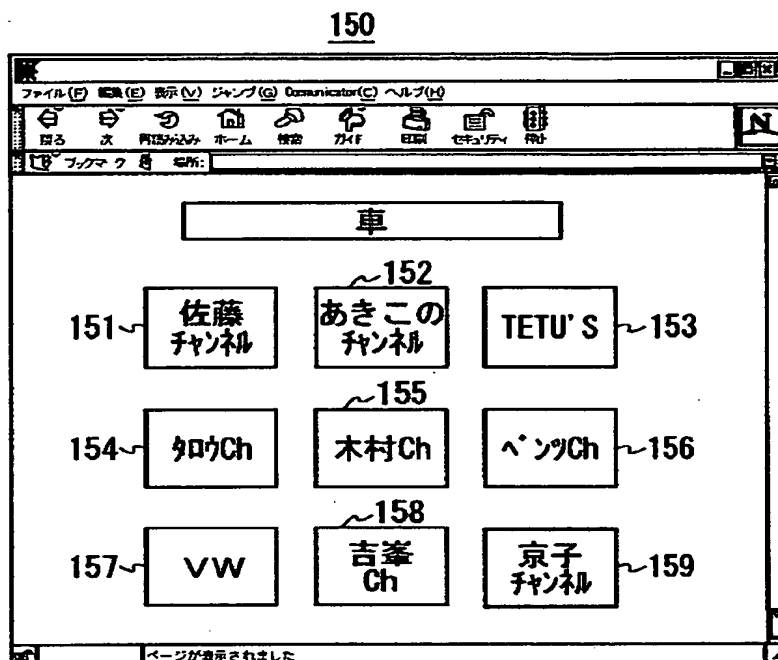 150
ファイル(F) 編集(E) 表示(V) ジャンプ(G) Communicator(C) ヘルプ(H)
戻る 次 再読み込み ホーム 検索 ガイド 印刷 セキュリティ 停止
N
ブックマーク 場所:
車
151 佐藤
チャンネル
152 あきこの
チャンネル
TETU'S 153
154 タロウCh
155 木村Ch
ベンツCh 156
157 VW
158 吉峯
Ch
京子
チャンネル 159
ページが表示されました